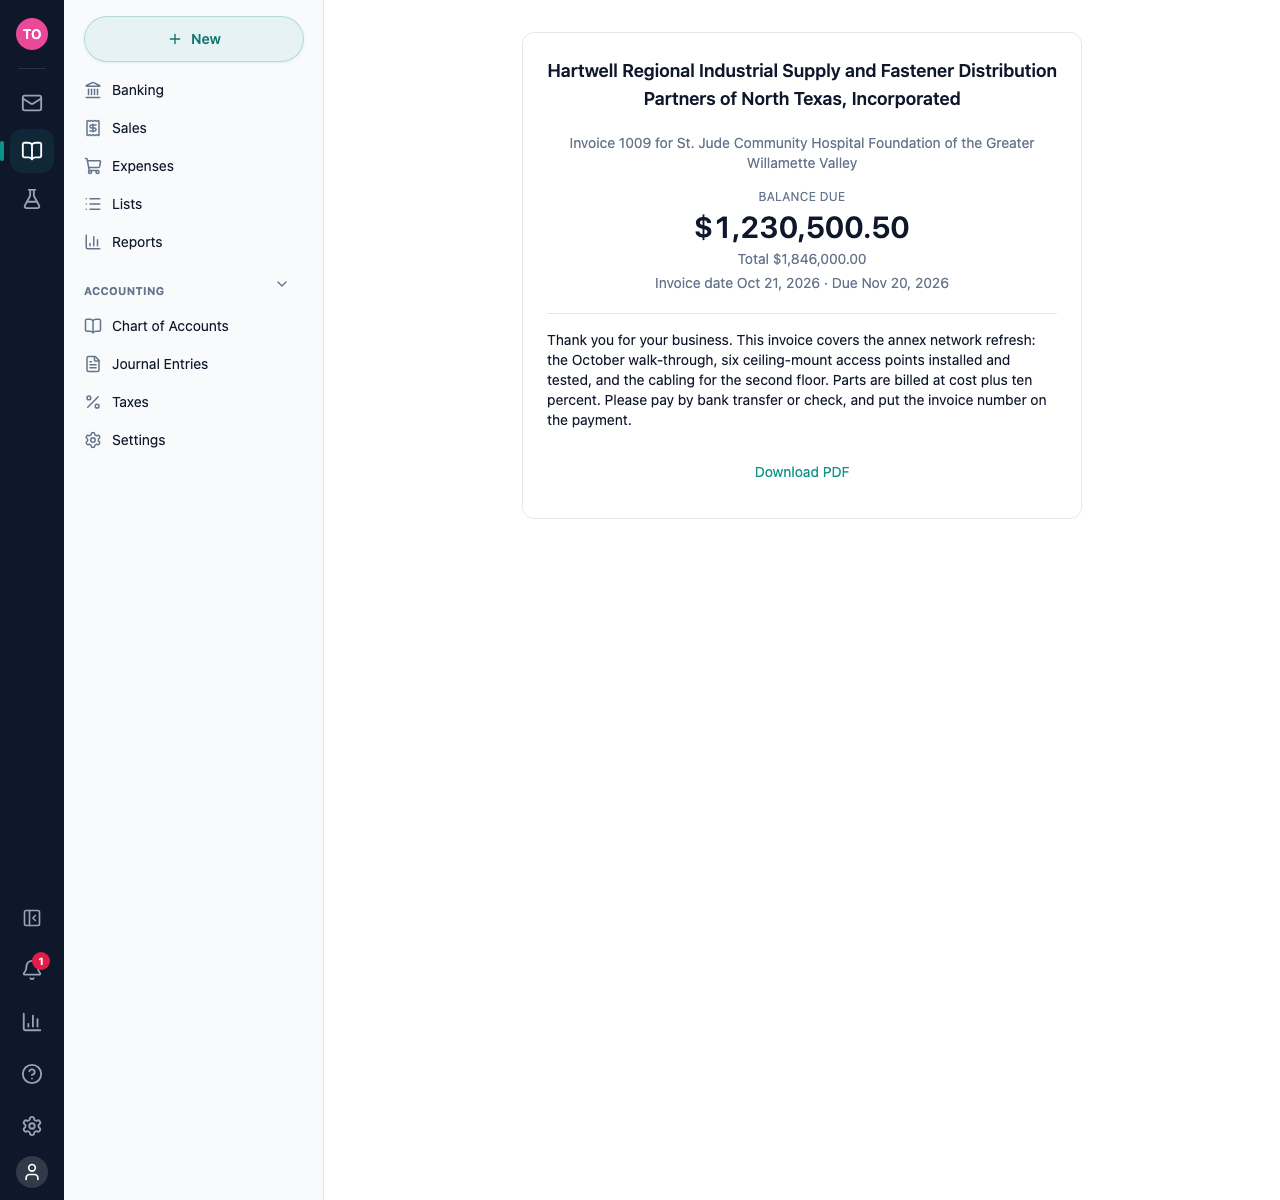 TO
New
Banking
Sales
Expenses
Lists
Reports
ACCOUNTING
Chart of Accounts
Journal Entries
Taxes
Settings
1
Hartwell Regional Industrial Supply and Fastener Distribution
Partners of North Texas, Incorporated
Invoice 1009 for St. Jude Community Hospital Foundation of the Greater
Willamette Valley
BALANCE DUE
$1,230,500.50
Total $1,846,000.00
Invoice date Oct 21, 2026 · Due Nov 20, 2026
Thank you for your business. This invoice covers the annex network refresh:
the October walk-through, six ceiling-mount access points installed and
tested, and the cabling for the second floor. Parts are billed at cost plus ten
percent. Please pay by bank transfer or check, and put the invoice number on
the payment.
Download PDF